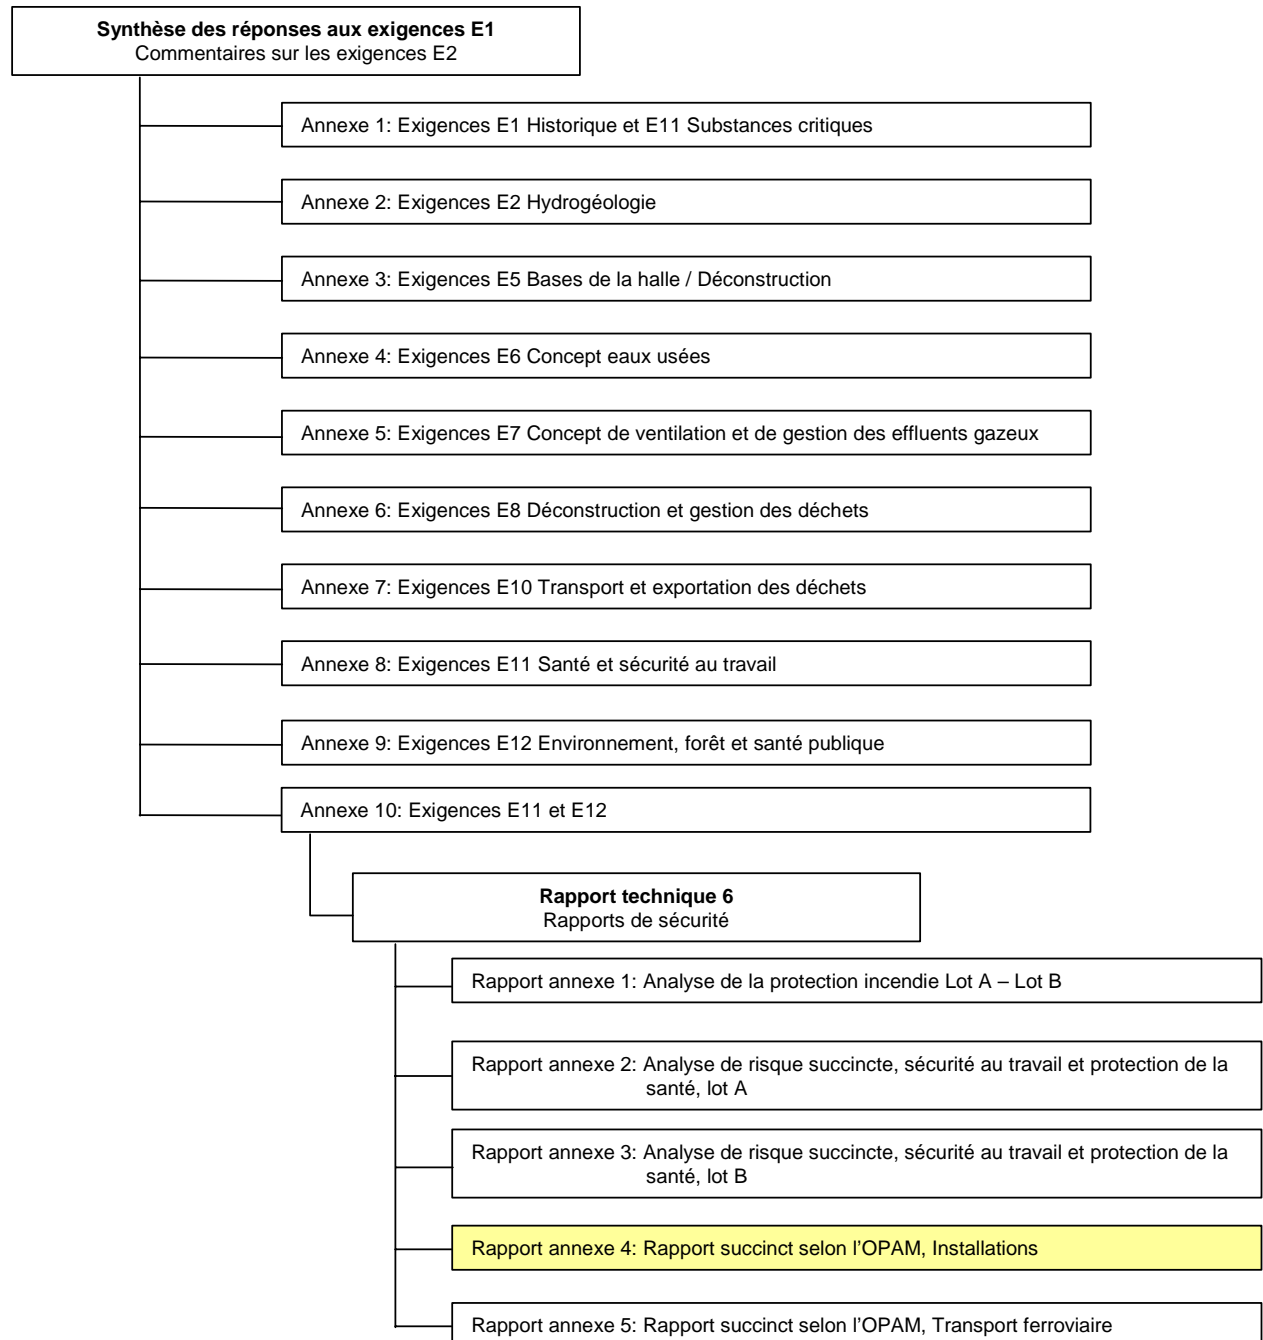 Synthèse des réponses aux exigences E1
Commentaires sur les exigences E2
Annexe 1: Exigences E1 Historique et E11 Substances critiques
Annexe 2: Exigences E2 Hydrogéologie
Annexe 3: Exigences E5 Bases de la halle / Déconstruction
Annexe 4: Exigences E6 Concept eaux usées
Annexe 5: Exigences E7 Concept de ventilation et de gestion des effluents gazeux
Annexe 6: Exigences E8 Déconstruction et gestion des déchets
Annexe 7: Exigences E10 Transport et exportation des déchets
Annexe 8: Exigences E11 Santé et sécurité au travail
Annexe 9: Exigences E12 Environnement, forêt et santé publique
Annexe 10: Exigences E11 et E12
Rapport technique 6
Rapports de sécurité
Rapport annexe 1: Analyse de la protection incendie Lot A – Lot B
Rapport annexe 2: Analyse de risque succincte, sécurité au travail et protection de la
santé, lot A
Rapport annexe 3: Analyse de risque succincte, sécurité au travail et protection de la
santé, lot B
Rapport annexe 4: Rapport succinct selon l'OPAM, Installations
Rapport annexe 5: Rapport succinct selon l'OPAM, Transport ferroviaire